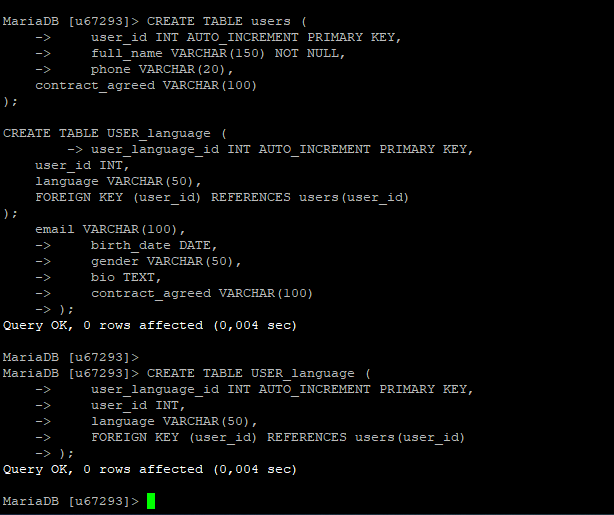 MariaDB [u67293]> CREATE TABLE users (
    ->     user_id INT AUTO_INCREMENT PRIMARY KEY,
    ->     full_name VARCHAR(150) NOT NULL,
    ->     phone VARCHAR(20),
    contract_agreed VARCHAR(100)
);
CREATE TABLE USER_language (
        -> user_language_id INT AUTO_INCREMENT PRIMARY KEY,
    user_id INT,
    language VARCHAR(50),
    FOREIGN KEY (user_id) REFERENCES users(user_id)
);
    email VARCHAR(100),
    ->     birth_date DATE,
    ->     gender VARCHAR(50),
    ->     bio TEXT,
    ->     contract_agreed VARCHAR(100)
    -> );
Query OK, 0 rows affected (0,004 sec)
MariaDB [u67293]>
MariaDB [u67293]> CREATE TABLE USER_language (
    ->     user_language_id INT AUTO_INCREMENT PRIMARY KEY,
    ->     user_id INT,
    ->     language VARCHAR(50),
    ->     FOREIGN KEY (user_id) REFERENCES users(user_id)
    -> );
Query OK, 0 rows affected (0,004 sec)
MariaDB [u67293]>